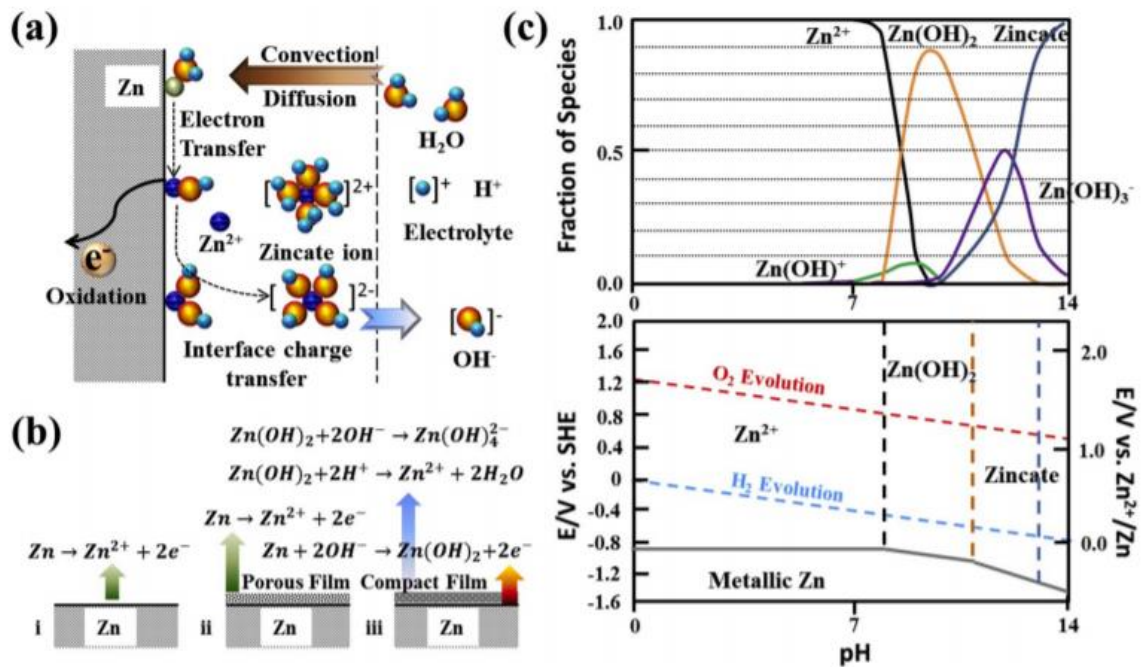 (a)
Zn
Convection
Diffusion
H₂O
Electron
Transfer
[ ]²⁺
[ ]⁺ H⁺
Zn²⁺
Zincate ion
Electrolyte
e⁻
Oxidation
[ ]²⁻
[ ]⁻
Interface charge
transfer
OH⁻
(b)
Zn(OH)₂+2OH⁻ → Zn(OH)₄²⁻
Zn(OH)₂+2H⁺ → Zn²⁺ + 2H₂O
Zn → Zn²⁺ + 2e⁻
Zn → Zn²⁺ + 2e⁻
Zn + 2OH⁻ → Zn(OH)₂+2e⁻
Porous Film
Compact Film
i Zn
ii Zn
iii Zn
(c)
Fraction of Species
1.0
0.5
0.0
Zn²⁺
Zn(OH)₂
Zincate
Zn(OH)₃⁻
Zn(OH)⁺
0 7 14
E/V vs. SHE
2.0
1.6
1.2
0.8
0.4
0
-0.4
-0.8
-1.2
-1.6
O₂ Evolution
Zn(OH)₂
Zn²⁺
Zincate
H₂ Evolution
Metallic Zn
2.0
1.0
0.0
E/V vs. Zn²⁺/Zn
0 7 14
pH